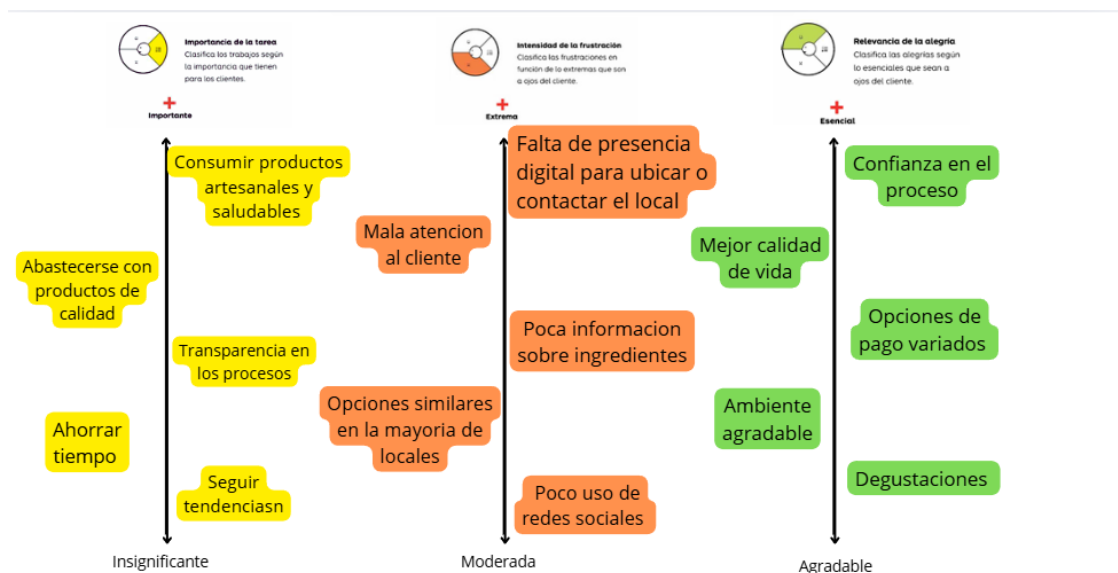 Importancia de la tarea
Clasifica los trabajos según
la importancia que tienen
para los clientes.
+
Importante
Consumir productos
artesanales y
saludables
Abastecerse con
productos de
calidad
Transparencia en
los procesos
Ahorrar
tiempo
Seguir
tendenciasn
Insignificante
Intensidad de la frustración
Clasifica las frustraciones en
función de lo extremas que son
a ojos del cliente.
+
Extrema
Falta de presencia
digital para ubicar o
contactar el local
Mala atencion
al cliente
Poca informacion
sobre ingredientes
Opciones similares
en la mayoria de
locales
Poco uso de
redes sociales
Moderada
Relevancia de la alegría
Clasifica las alegrías según
lo esenciales que sean a
ojos del cliente.
+
Esencial
Confianza en el
proceso
Mejor calidad
de vida
Opciones de
pago variados
Ambiente
agradable
Degustaciones
Agradable